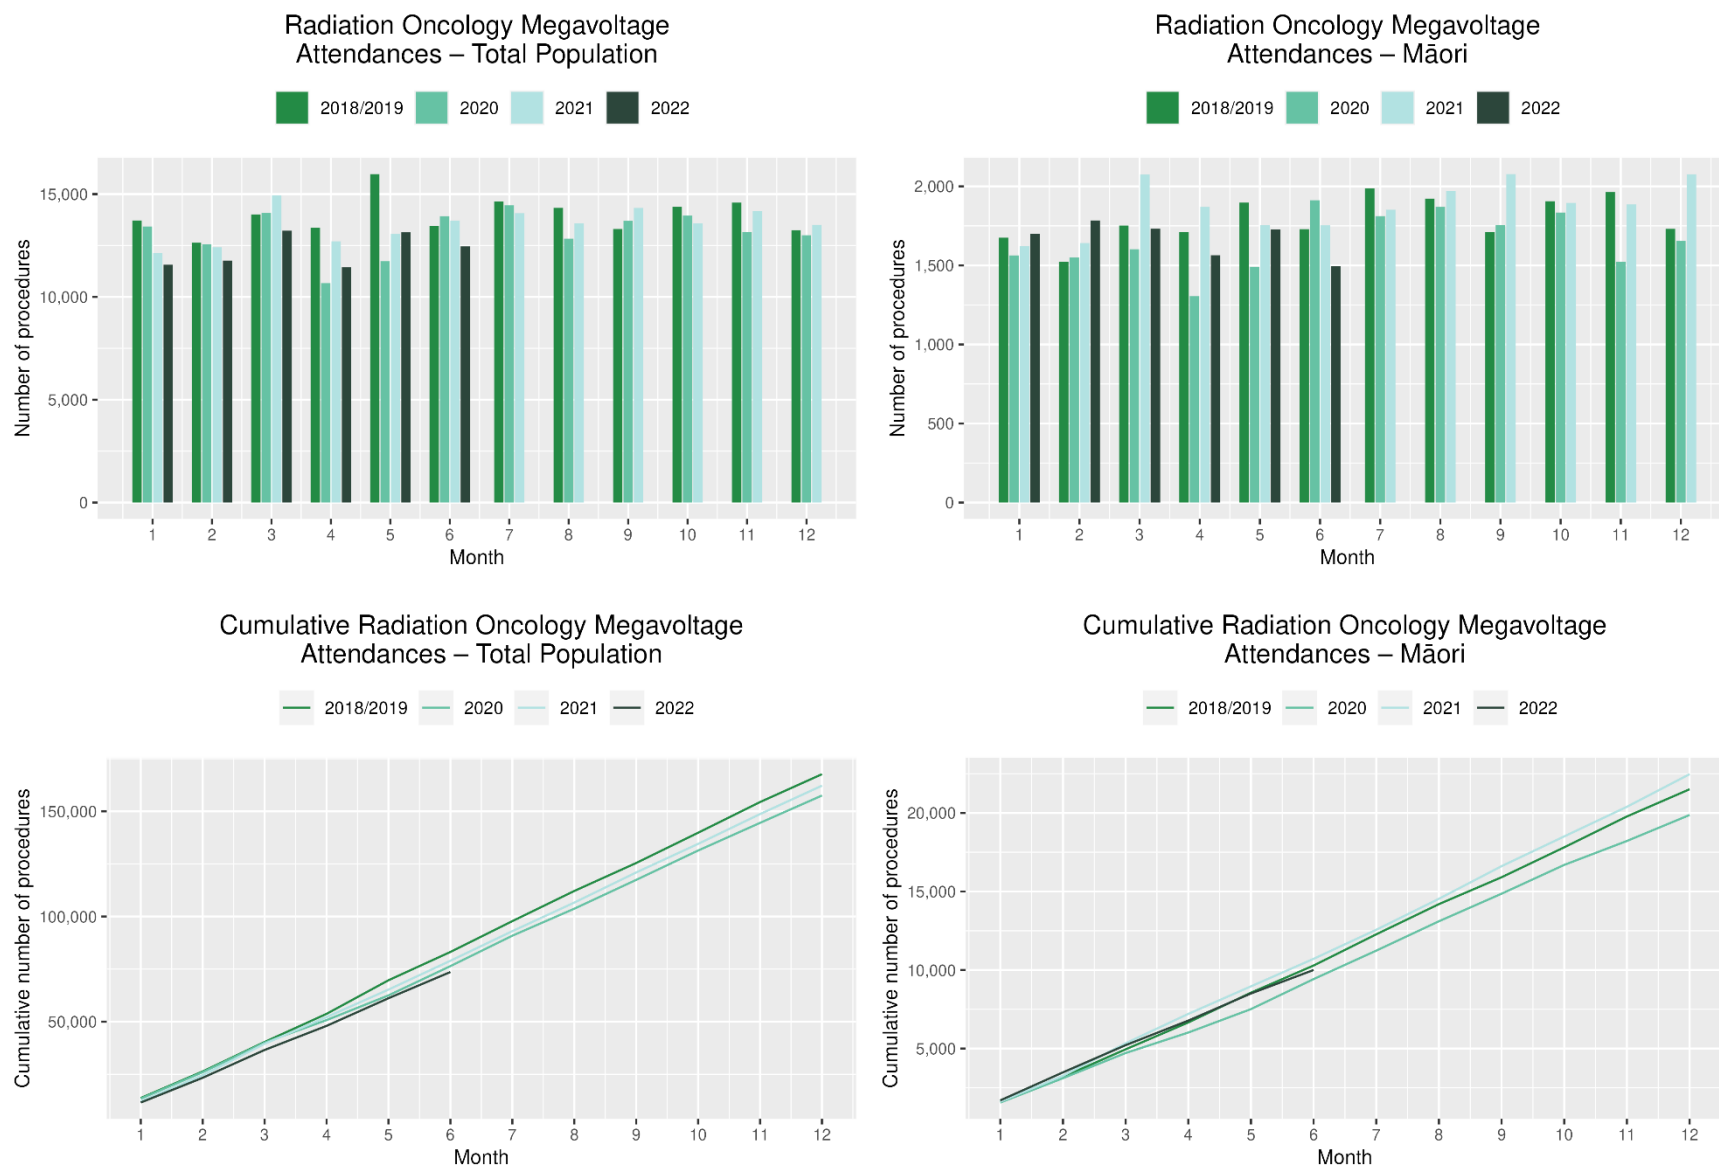 Radiation Oncology Megavoltage
Attendances – Total Population
2018/2019 2020 2021 2022
Number of procedures
15,000
10,000
5,000
0
1 2 3 4 5 6 7 8 9 10 11 12
Month
Radiation Oncology Megavoltage
Attendances – Māori
2018/2019 2020 2021 2022
Number of procedures
2,000
1,500
1,000
500
0
1 2 3 4 5 6 7 8 9 10 11 12
Month
Cumulative Radiation Oncology Megavoltage
Attendances – Total Population
2018/2019 2020 2021 2022
Cumulative number of procedures
150,000
100,000
50,000
1 2 3 4 5 6 7 8 9 10 11 12
Month
Cumulative Radiation Oncology Megavoltage
Attendances – Māori
2018/2019 2020 2021 2022
Cumulative number of procedures
20,000
15,000
10,000
5,000
1 2 3 4 5 6 7 8 9 10 11 12
Month